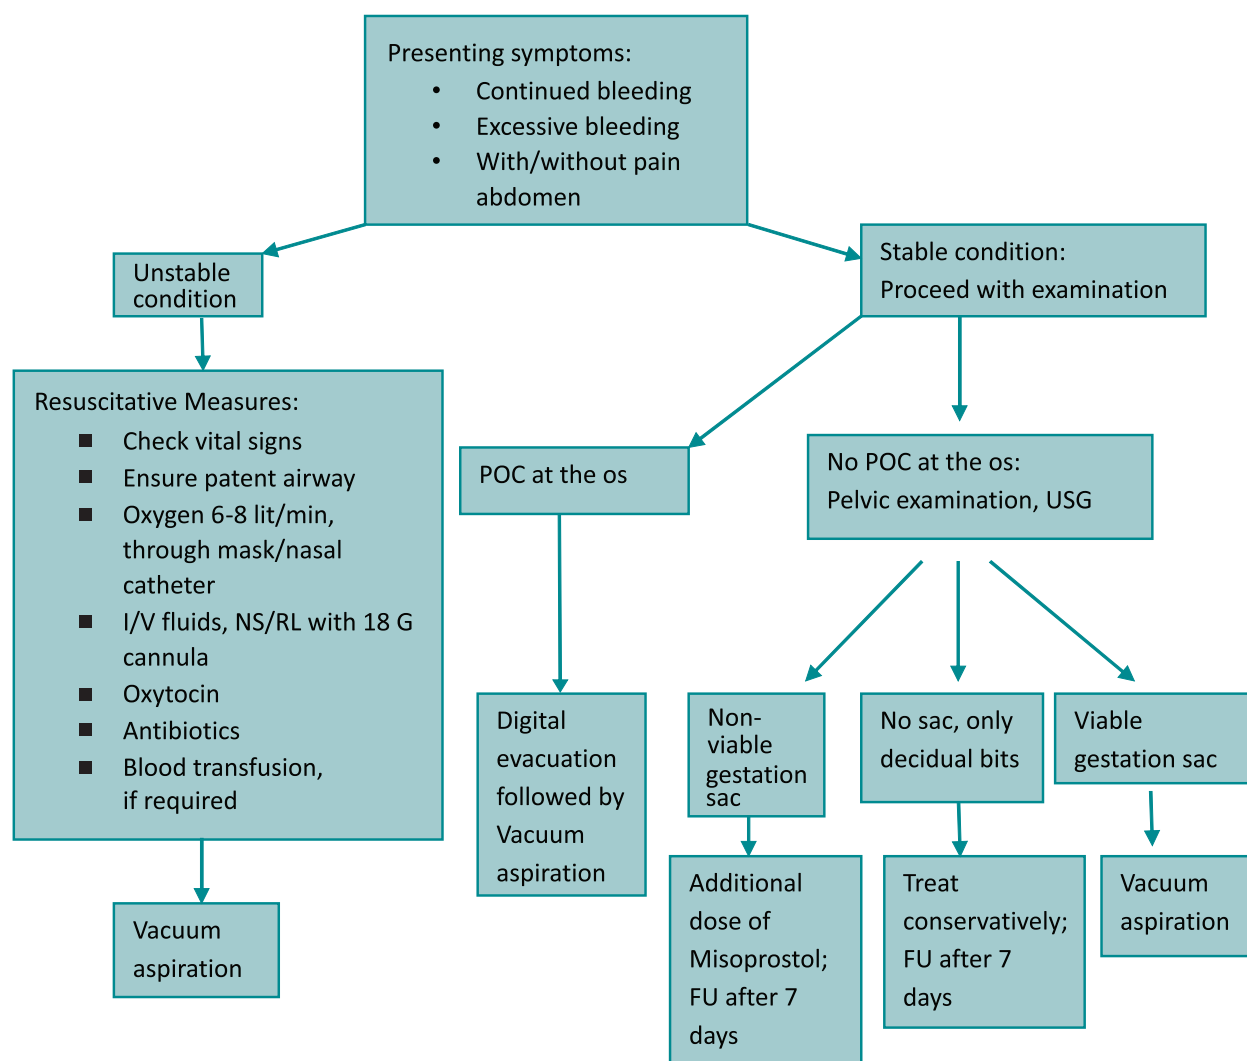 Presenting symptoms:
• Continued bleeding
• Excessive bleeding
• With/without pain
abdomen
Unstable
condition
Stable condition:
Proceed with examination
Resuscitative Measures:
■ Check vital signs
■ Ensure patent airway
■ Oxygen 6-8 lit/min,
through mask/nasal
catheter
■ I/V fluids, NS/RL with 18 G
cannula
■ Oxytocin
■ Antibiotics
■ Blood transfusion,
if required
POC at the os
No POC at the os:
Pelvic examination, USG
Digital
evacuation
followed by
Vacuum
aspiration
Non-
viable
gestation
sac
No sac, only
decidual bits
Viable
gestation sac
Vacuum
aspiration
Additional
dose of
Misoprostol;
FU after 7
days
Treat
conservatively;
FU after 7
days
Vacuum
aspiration